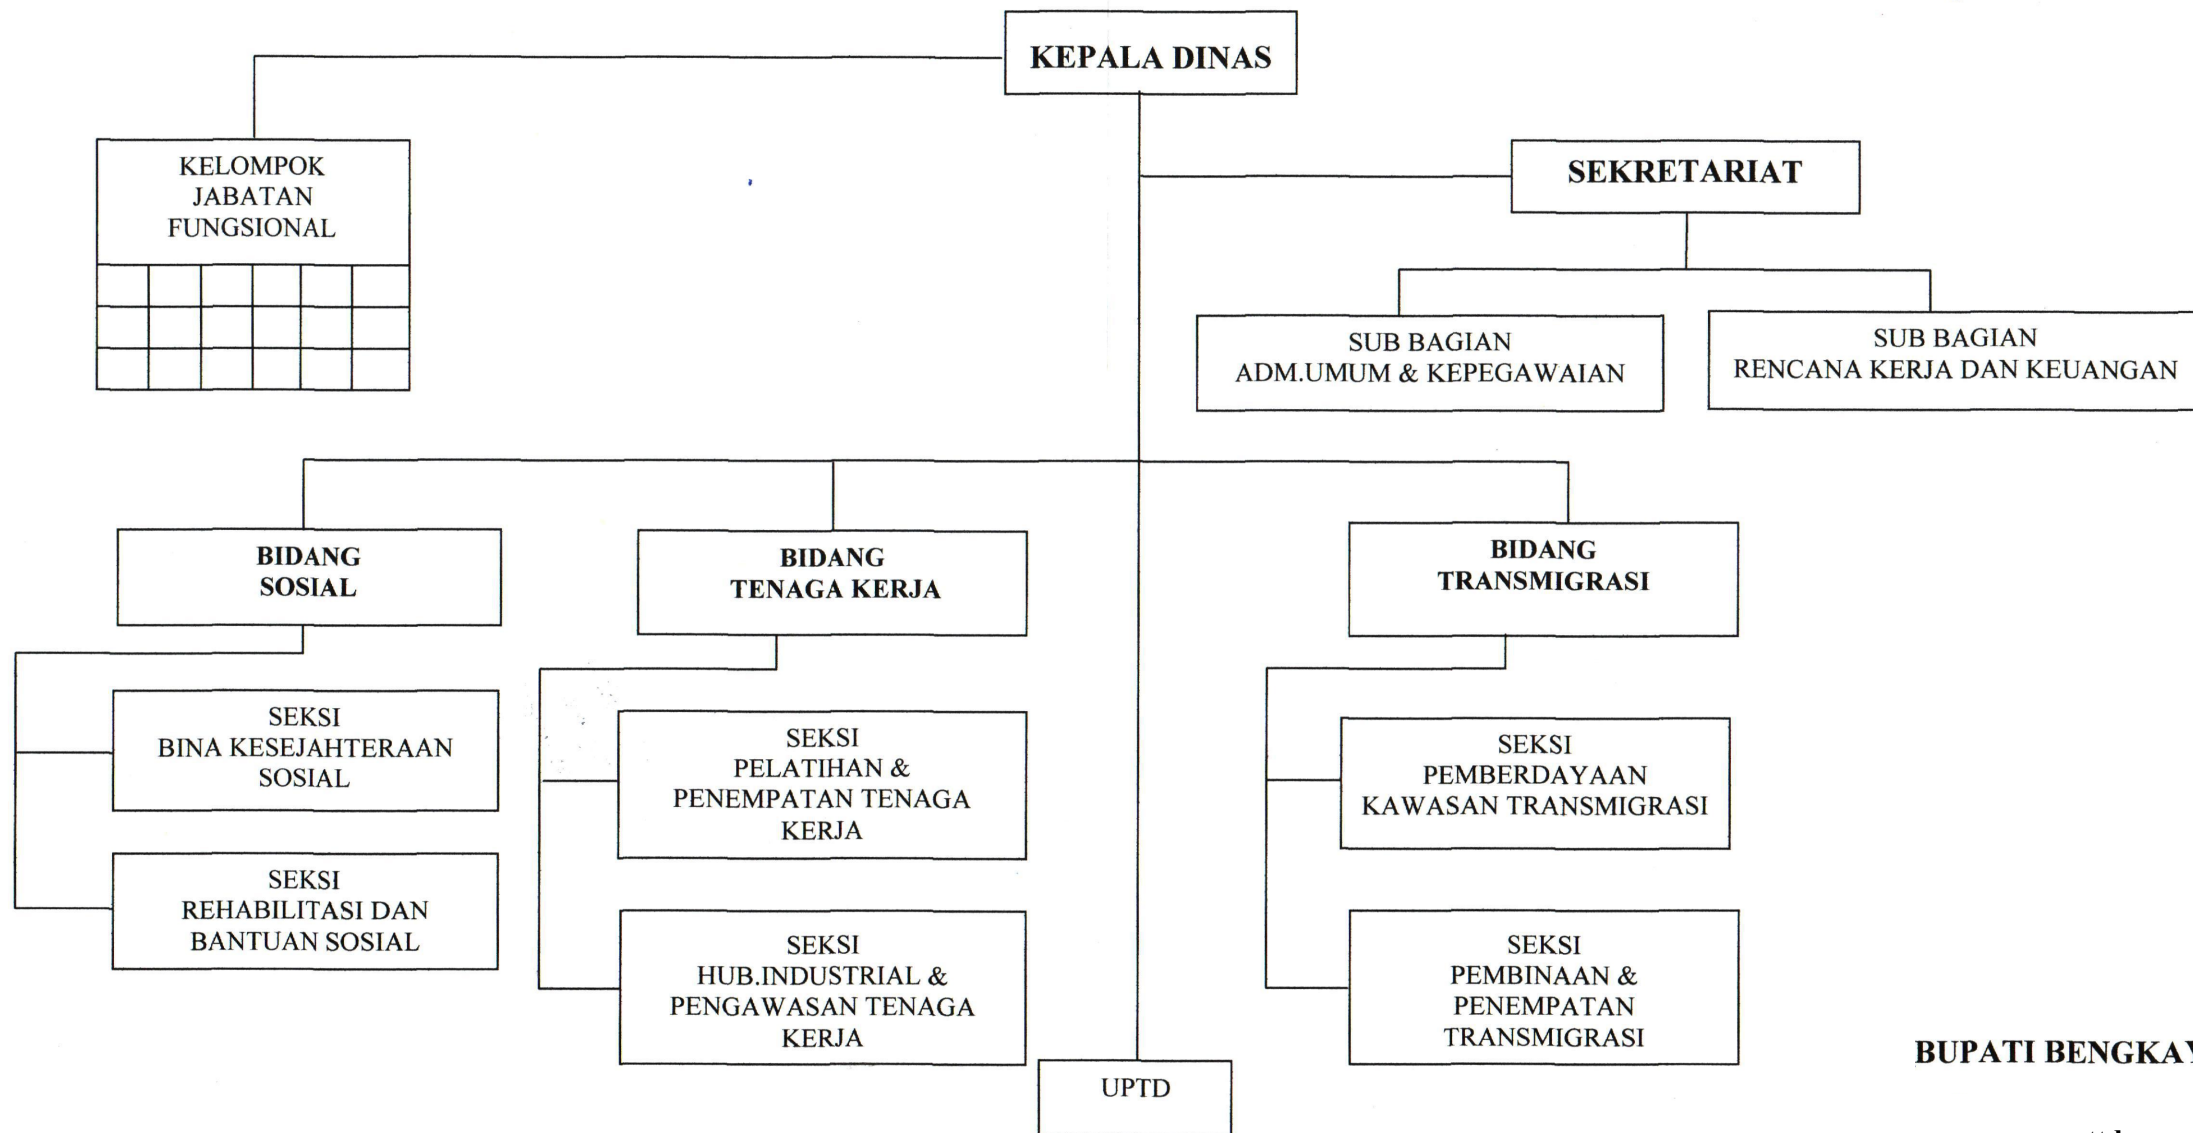 KEPALA DINAS
KELOMPOK
JABATAN
FUNGSIONAL
SEKRETARIAT
SUB BAGIAN
ADM.UMUM & KEPEGAWAIAN
SUB BAGIAN
RENCANA KERJA DAN KEUANGAN
BIDANG
SOSIAL
BIDANG
TENAGA KERJA
BIDANG
TRANSMIGRASI
SEKSI
BINA KESEJAHTERAAN
SOSIAL
SEKSI
PELATIHAN &
PENEMPATAN TENAGA
KERJA
SEKSI
PEMBERDAYAAN
KAWASAN TRANSMIGRASI
SEKSI
REHABILITASI DAN
BANTUAN SOSIAL
SEKSI
HUB.INDUSTRIAL &
PENGAWASAN TENAGA
KERJA
SEKSI
PEMBINAAN &
PENEMPATAN
TRANSMIGRASI
UPTD
BUPATI